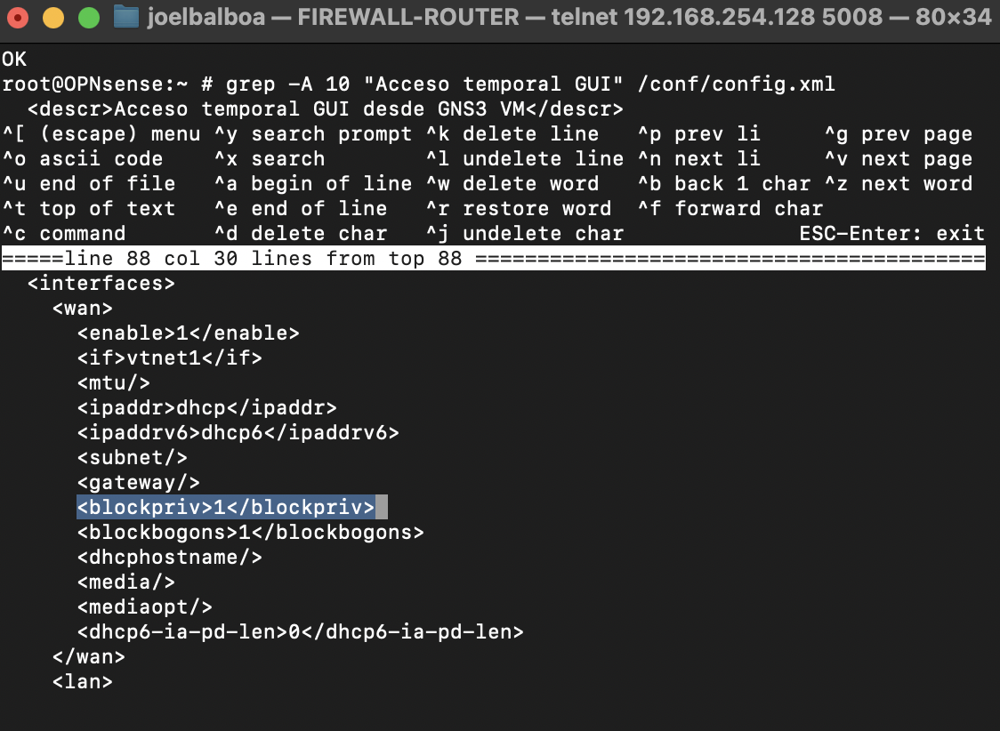 joelbalboa — FIREWALL-ROUTER — telnet 192.168.254.128 5008 — 80×34
OK
root@OPNsense:~ # grep -A 10 "Acceso temporal GUI" /conf/config.xml
  <descr>Acceso temporal GUI desde GNS3 VM</descr>
^[ (escape) menu ^y search prompt ^k delete line   ^p prev li     ^g prev page
^o ascii code    ^x search        ^l undelete line ^n next li     ^v next page
^u end of file   ^a begin of line ^w delete word   ^b back 1 char ^z next word
^t top of text   ^e end of line   ^r restore word  ^f forward char
^c command       ^d delete char   ^j undelete char              ESC-Enter: exit
=====line 88 col 30 lines from top 88 =========================================
  <interfaces>
    <wan>
      <enable>1</enable>
      <if>vtnet1</if>
      <mtu/>
      <ipaddr>dhcp</ipaddr>
      <ipaddrv6>dhcp6</ipaddrv6>
      <subnet/>
      <gateway/>
      <blockpriv>1</blockpriv>
      <blockbogons>1</blockbogons>
      <dhcphostname/>
      <media/>
      <mediaopt/>
      <dhcp6-ia-pd-len>0</dhcp6-ia-pd-len>
    </wan>
    <lan>